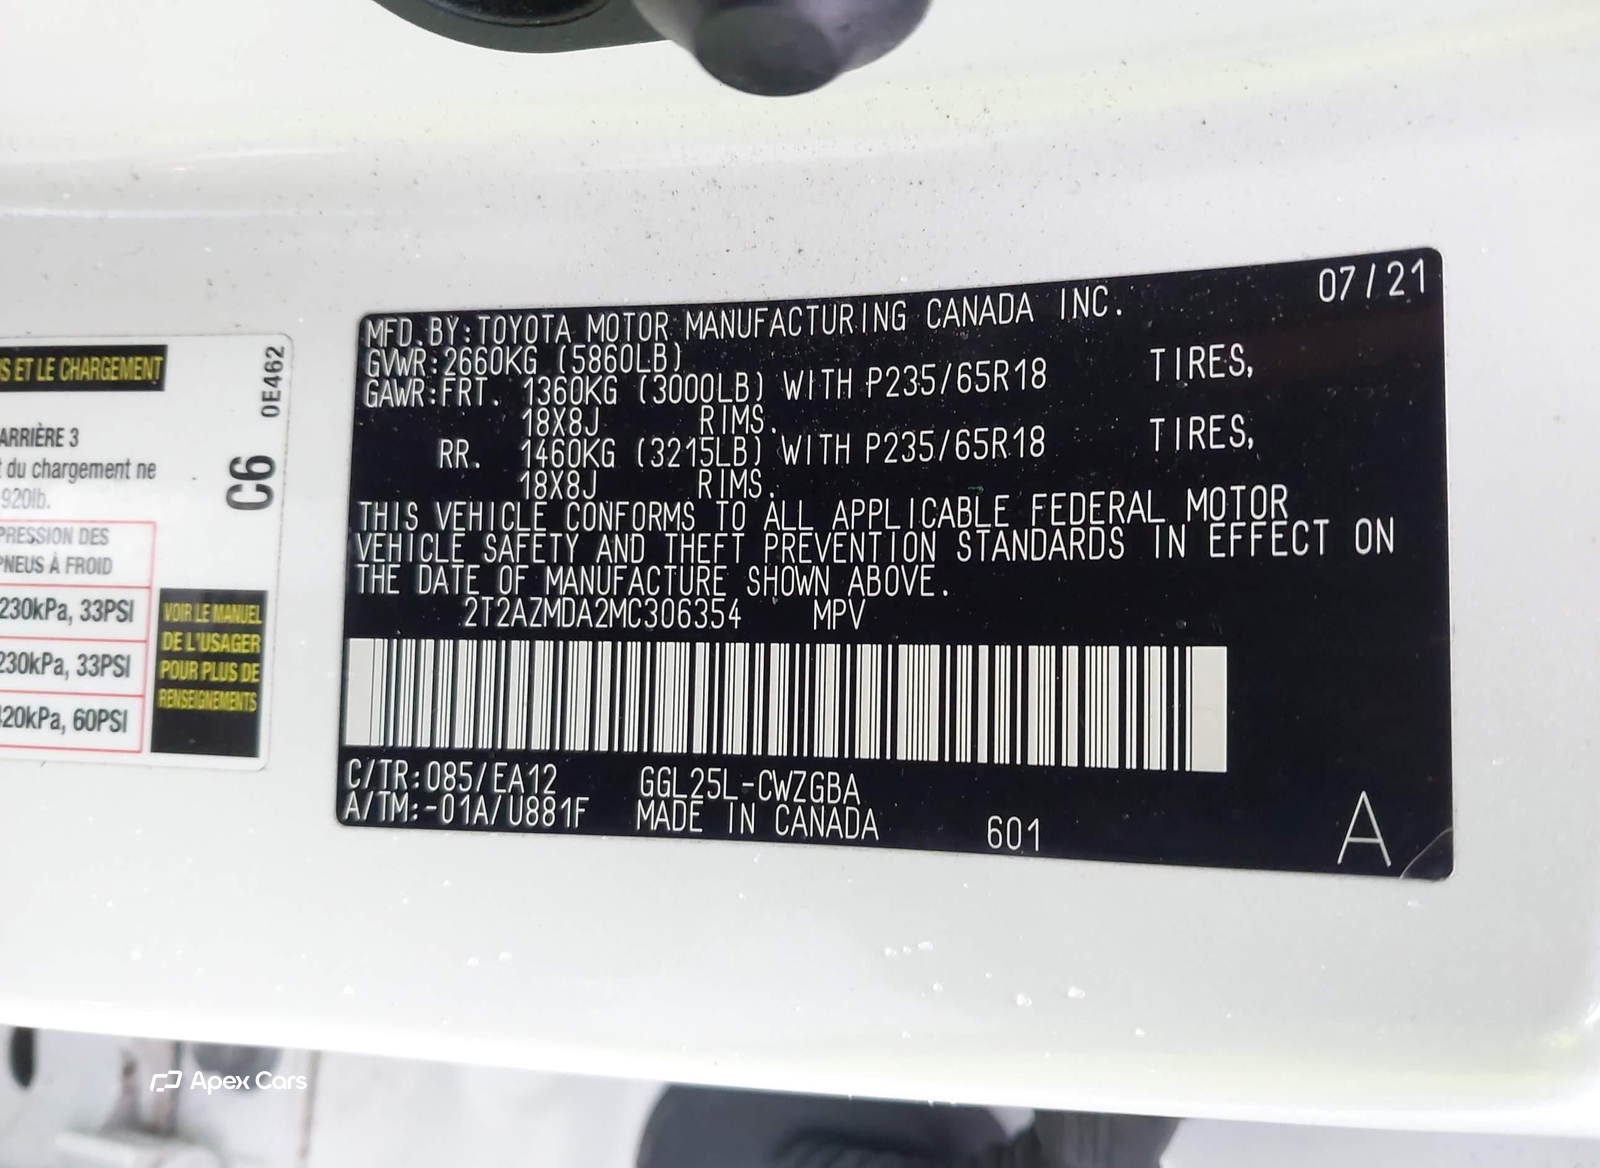 S ET LE CHARGEMENT
0E462
C6
ARRIÈRE 3
t du chargement ne
920lb.
PRESSION DES
PNEUS À FROID
230kPa, 33PSI
230kPa, 33PSI
420kPa, 60PSI
VOIR LE MANUEL
DE L'USAGER
POUR PLUS DE
RENSEIGNEMENTS
07/21
MFD.BY:TOYOTA MOTOR MANUFACTURING CANADA INC.
GVWR:2660KG (5860LB)
GAWR:FRT. 1360KG (3000LB) WITH P235/65R18 TIRES,
18X8J RIMS.
RR. 1460KG (3215LB) WITH P235/65R18 TIRES,
18X8J RIMS.
THIS VEHICLE CONFORMS TO ALL APPLICABLE FEDERAL MOTOR
VEHICLE SAFETY AND THEFT PREVENTION STANDARDS IN EFFECT ON
THE DATE OF MANUFACTURE SHOWN ABOVE.
2T2AZMDA2MC306354 MPV
C/TR:085/EA12 GGL25L-CWZGBA
A/TM:-01A/U881F MADE IN CANADA 601 A
Apex Cars